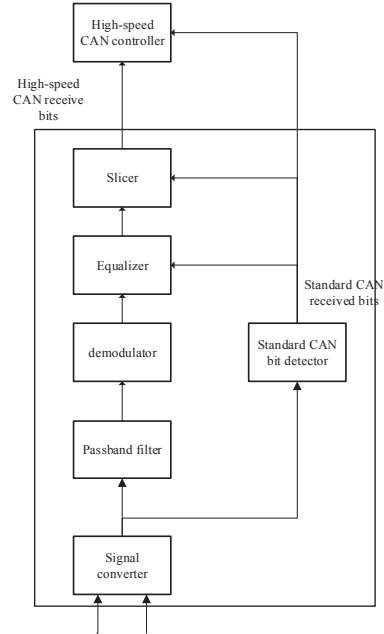 High-speed
CAN controller
High-speed
CAN receive
bits
Slicer
Equalizer
Standard CAN
received bits
demodulator
Standard CAN
bit detector
Passband filter
Signal
converter